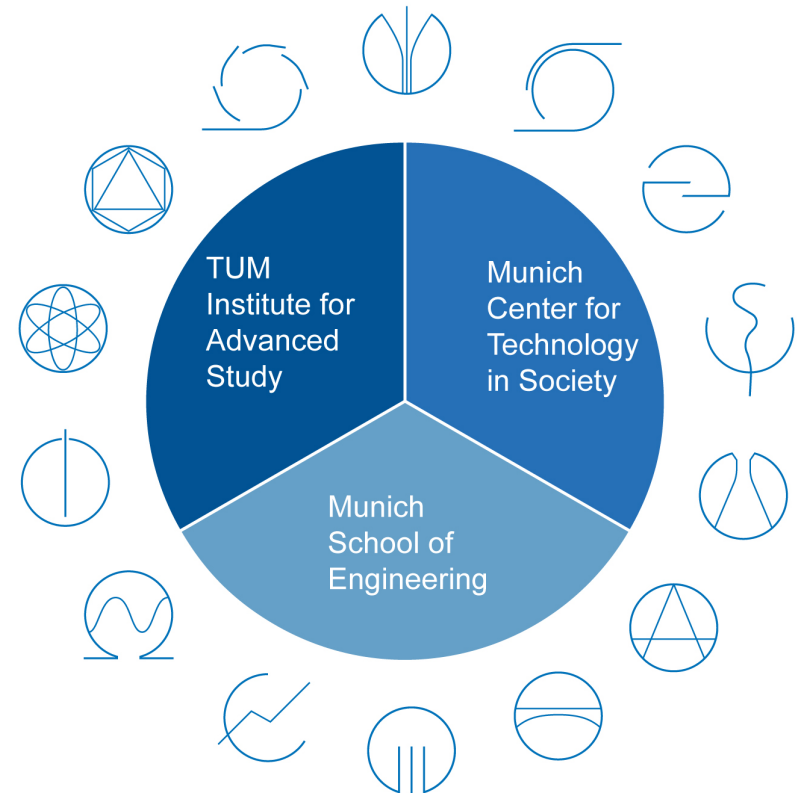 TUM
Institute for
Advanced
Study
Munich
Center for
Technology
in Society
Munich
School of
Engineering